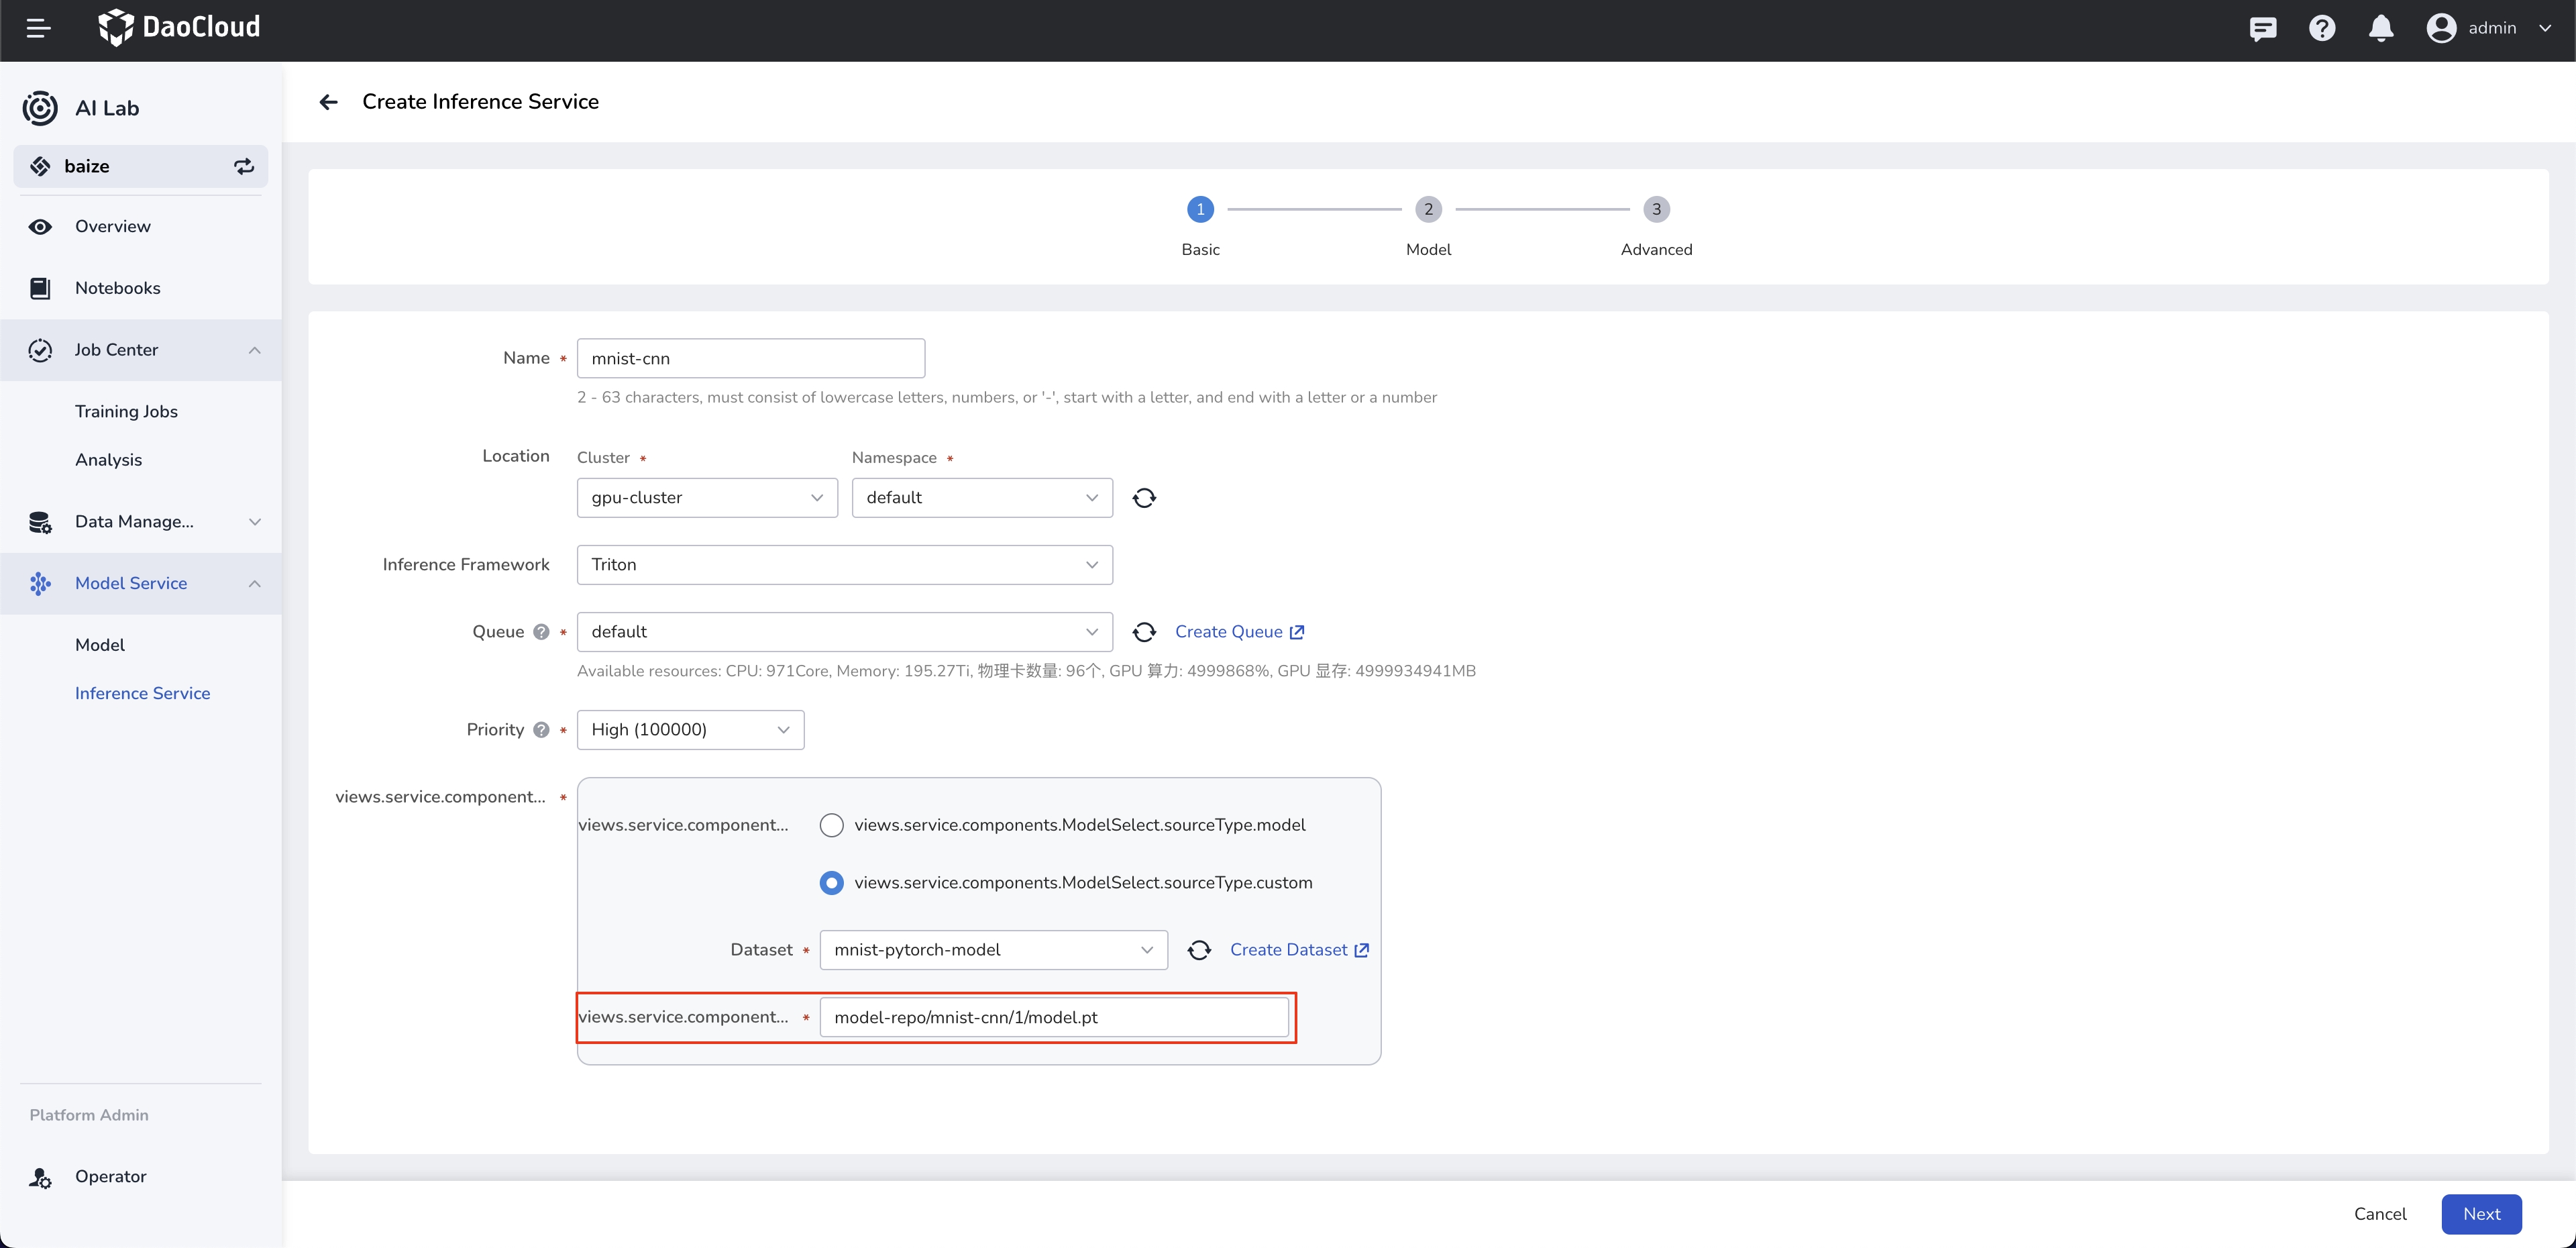 DaoCloud
admin
AI Lab
baize
Overview
Notebooks
Job Center
Training Jobs
Analysis
Data Manage...
Model Service
Model
Inference Service
Platform Admin
Operator
Create Inference Service
1
2
3
Basic
Model
Advanced
Name *
mnist-cnn
2 - 63 characters, must consist of lowercase letters, numbers, or '-', start with a letter, and end with a letter or a number
Location
Cluster *
Namespace *
gpu-cluster
default
Inference Framework
Triton
Queue ? *
default
Create Queue
Available resources: CPU: 971Core, Memory: 195.27Ti, 物理卡数量: 96个, GPU 算力: 4999868%, GPU 显存: 4999934941MB
Priority ? *
High (100000)
views.service.component... *
views.service.component...
views.service.components.ModelSelect.sourceType.model
views.service.components.ModelSelect.sourceType.custom
Dataset *
mnist-pytorch-model
Create Dataset
views.service.component... *
model-repo/mnist-cnn/1/model.pt
Cancel
Next